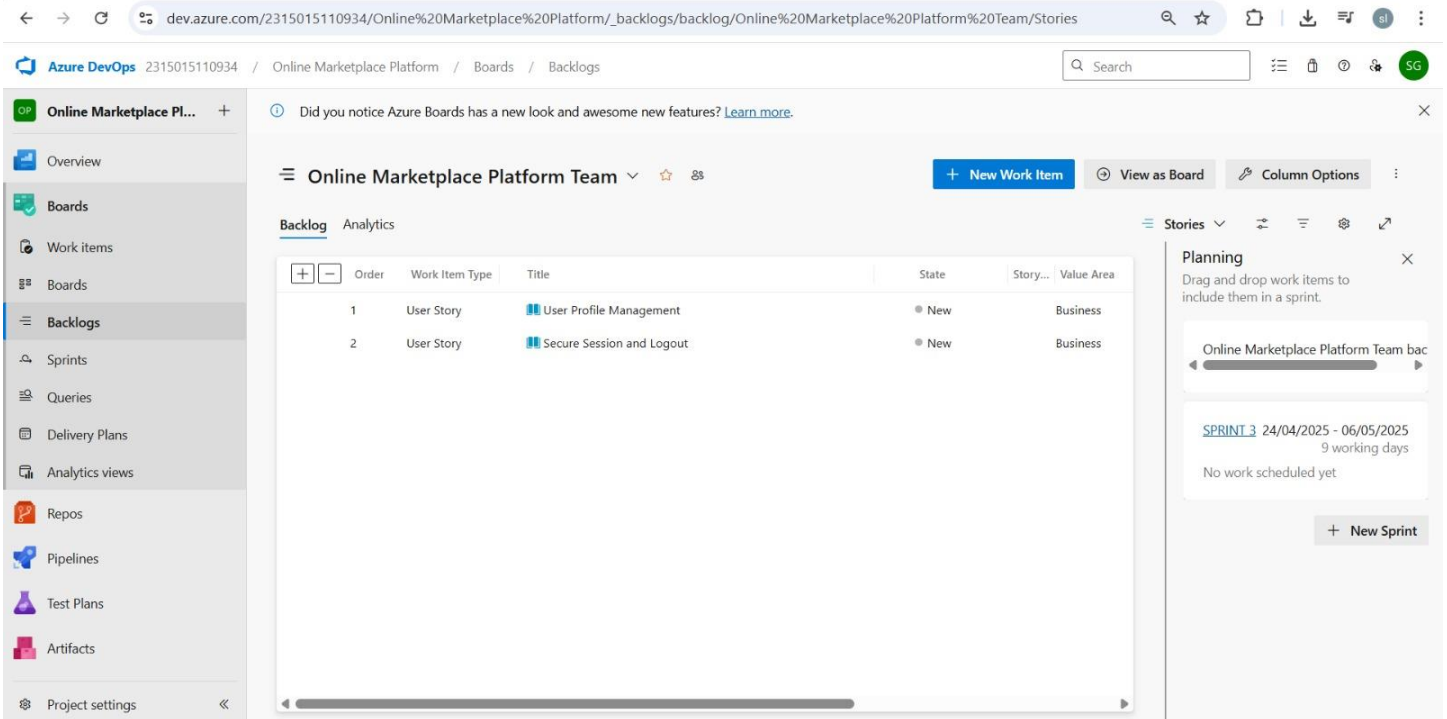 dev.azure.com/2315015110934/Online%20Marketplace%20Platform/_backlogs/backlog/Online%20Marketplace%20Platform%20Team/Stories
sl
Azure DevOps 2315015110934 / Online Marketplace Platform / Boards / Backlogs
Search
SG
OP Online Marketplace Pl...
Did you notice Azure Boards has a new look and awesome new features? Learn more.
Overview
Boards
Work items
Boards
Backlogs
Sprints
Queries
Delivery Plans
Analytics views
Repos
Pipelines
Test Plans
Artifacts
Project settings
Online Marketplace Platform Team
+ New Work Item
View as Board
Column Options
Backlog Analytics
Stories
Order Work Item Type Title State Story... Value Area
1 User Story User Profile Management New Business
2 User Story Secure Session and Logout New Business
Planning
Drag and drop work items to
include them in a sprint.
Online Marketplace Platform Team bac
SPRINT 3 24/04/2025 - 06/05/2025
9 working days
No work scheduled yet
+ New Sprint